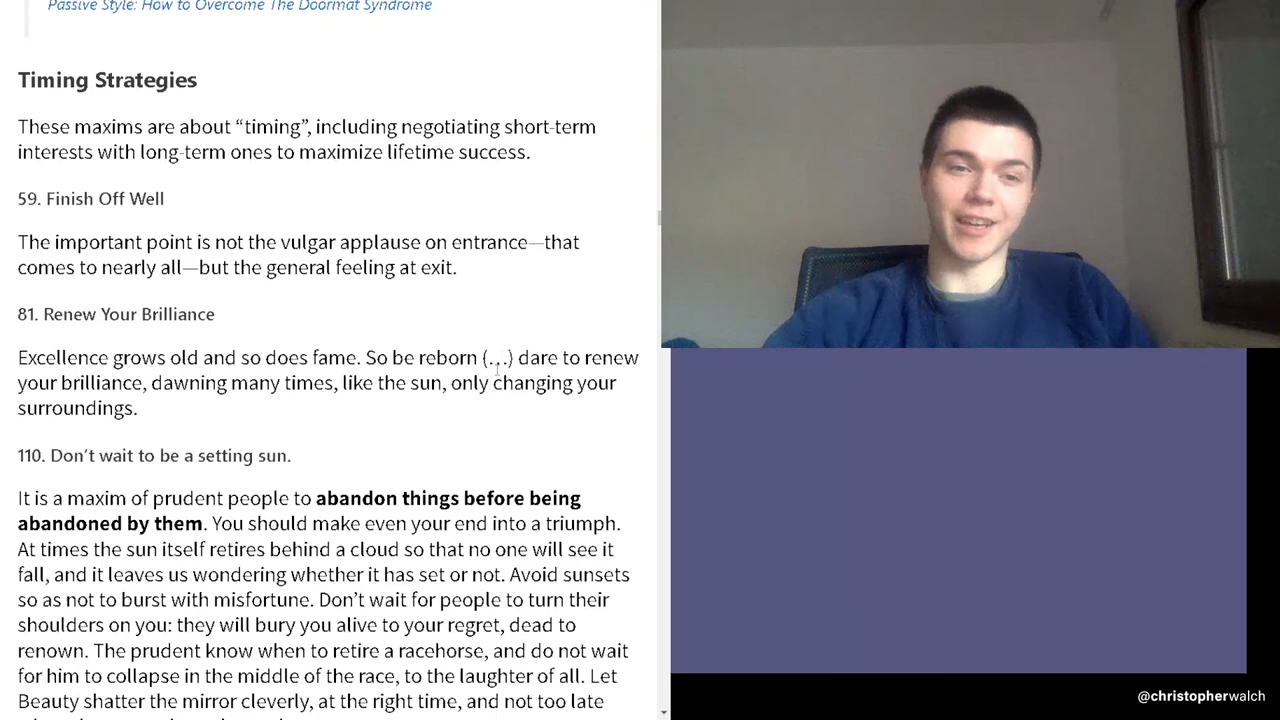 Passive Style: How to Overcome The Doormat Syndrome
Timing Strategies
These maxims are about “timing”, including negotiating short-term
interests with long-term ones to maximize lifetime success.
59. Finish Off Well
The important point is not the vulgar applause on entrance—that
comes to nearly all—but the general feeling at exit.
81. Renew Your Brilliance
Excellence grows old and so does fame. So be reborn (…) dare to renew
your brilliance, dawning many times, like the sun, only changing your
surroundings.
110. Don’t wait to be a setting sun.
It is a maxim of prudent people to abandon things before being
abandoned by them. You should make even your end into a triumph.
At times the sun itself retires behind a cloud so that no one will see it
fall, and it leaves us wondering whether it has set or not. Avoid sunsets
so as not to burst with misfortune. Don’t wait for people to turn their
shoulders on you: they will bury you alive to your regret, dead to
renown. The prudent know when to retire a racehorse, and do not wait
for him to collapse in the middle of the race, to the laughter of all. Let
Beauty shatter the mirror cleverly, at the right time, and not too late
@christopherwalch